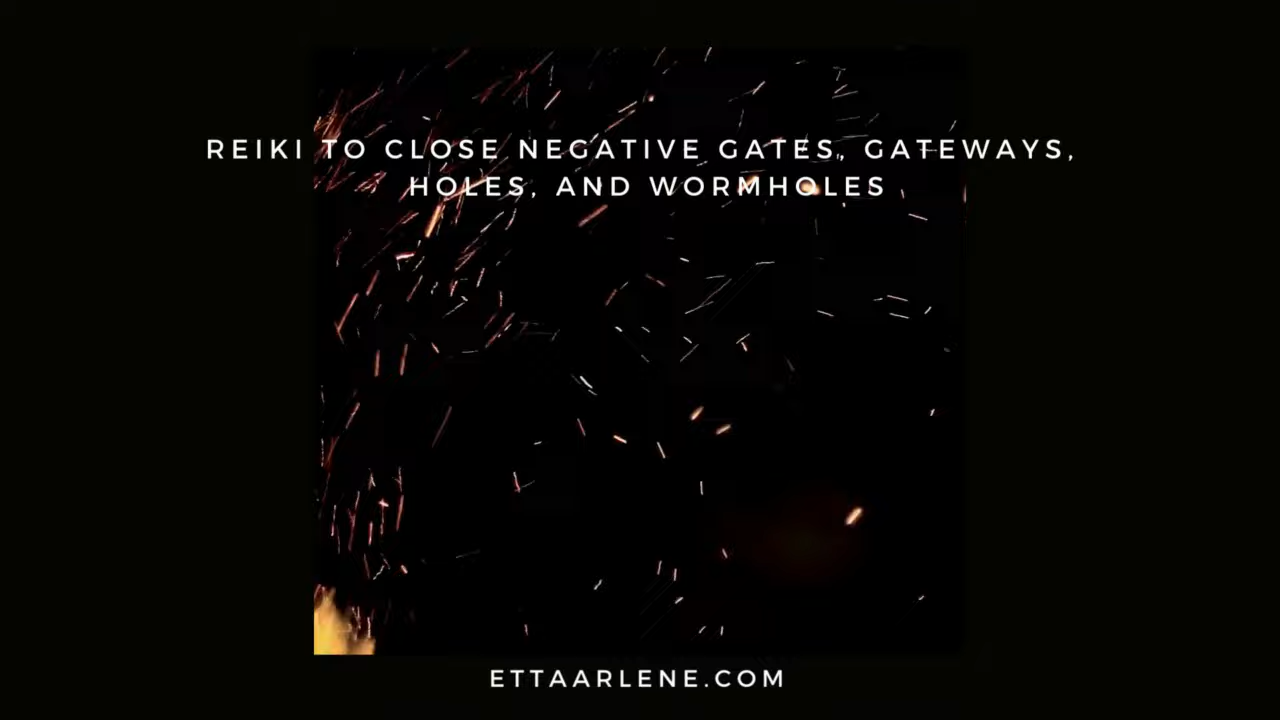 REIKI TO CLOSE NEGATIVE GATES, GATEWAYS,
HOLES, AND WORMHOLES
ETTAARLENE.COM